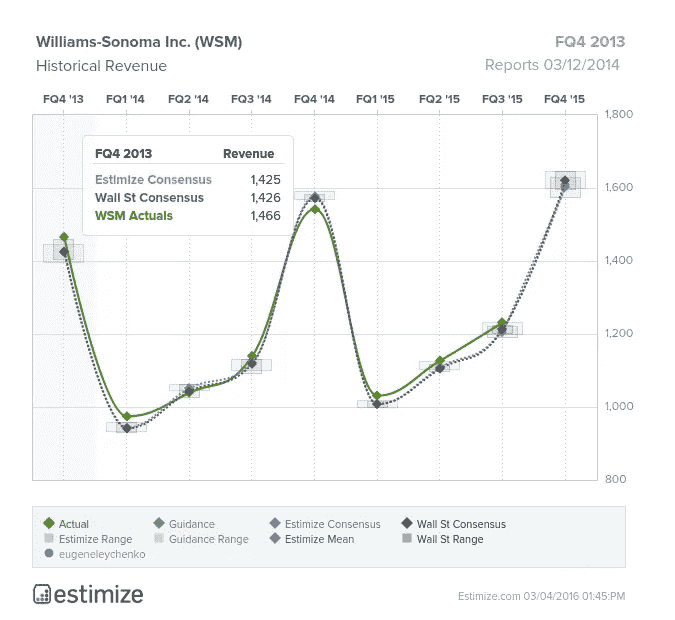 Williams-Sonoma Inc. (WSM) FQ4 2013
Historical Revenue Reports 03/12/2014
FQ4 '13 FQ1 '14 FQ2 '14 FQ3 '14 FQ4 '14 FQ1 '15 FQ2 '15 FQ3 '15 FQ4 '15
1,800
FQ4 2013 Revenue
Estimize Consensus 1,425
Wall St Consensus 1,426
WSM Actuals 1,466
1,600
1,400
1,200
1,000
800
Actual Guidance Estimize Consensus Wall St Consensus
Estimize Range Guidance Range Estimize Mean Wall St Range
eugeneleychenko
estimize Estimize.com 03/04/2016 01:45:PM